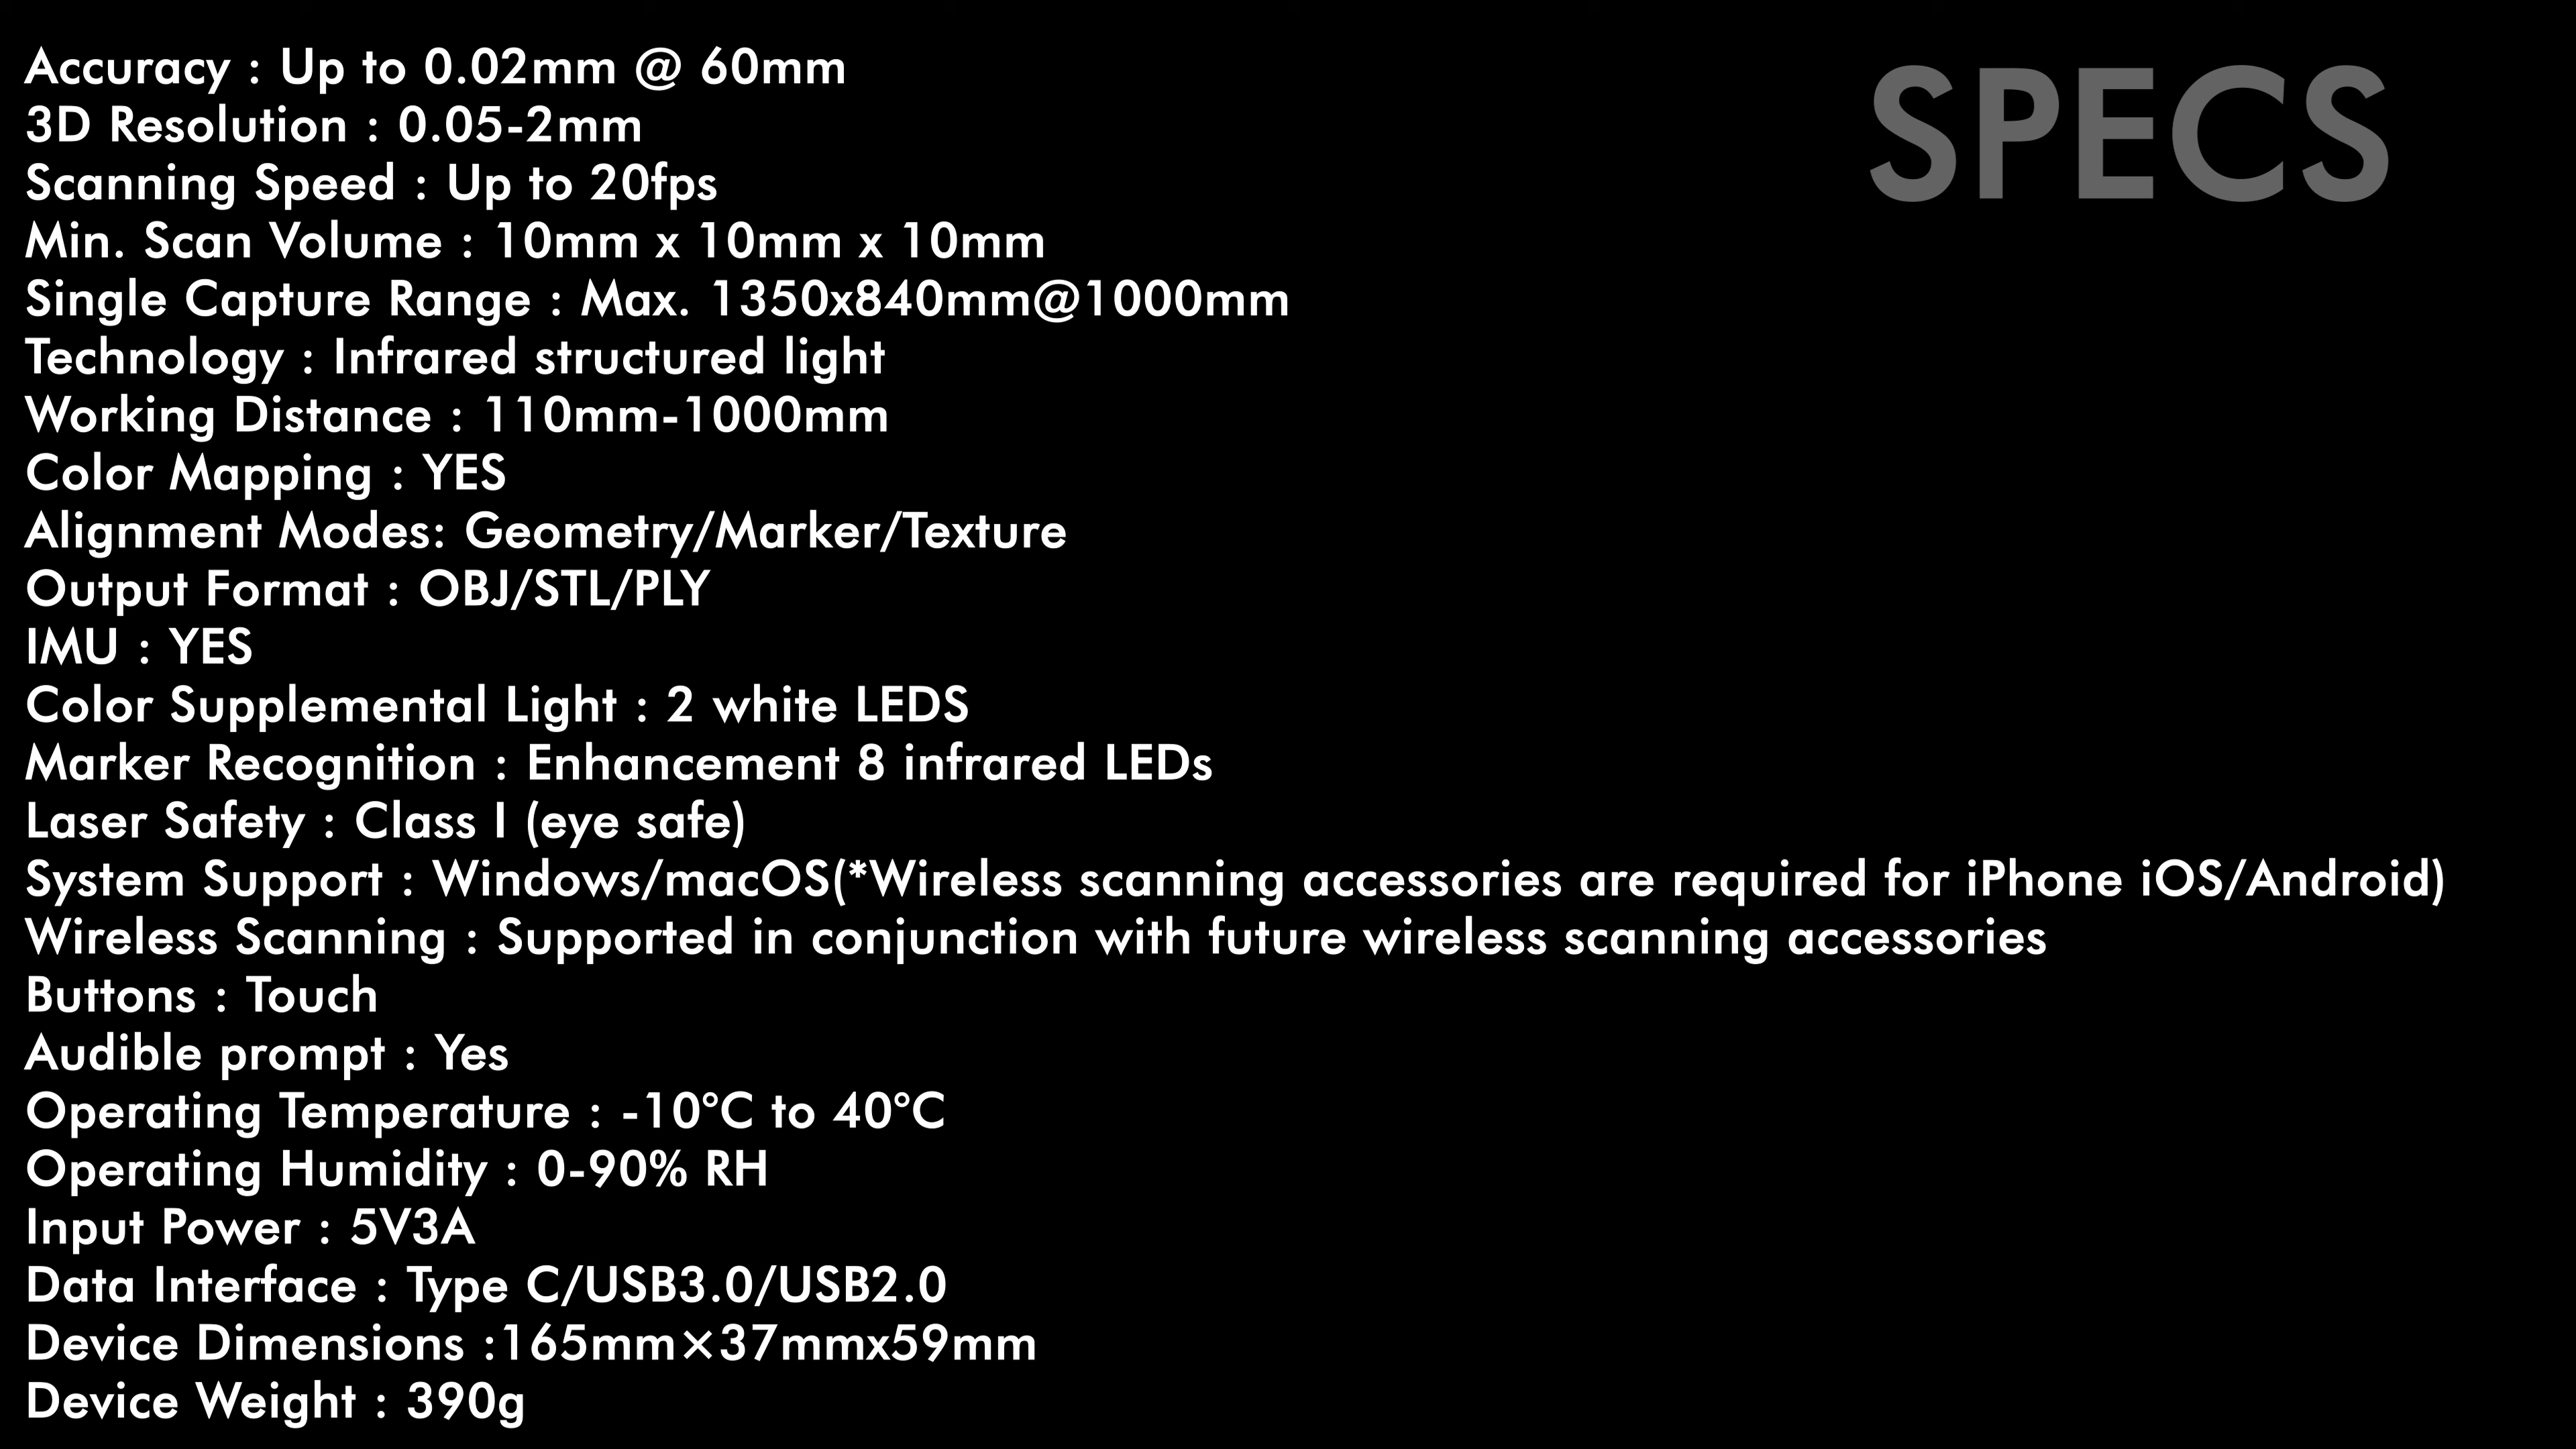 SPECS
Accuracy : Up to 0.02mm @ 60mm
3D Resolution : 0.05-2mm
Scanning Speed : Up to 20fps
Min. Scan Volume : 10mm x 10mm x 10mm
Single Capture Range : Max. 1350x840mm@1000mm
Technology : Infrared structured light
Working Distance : 110mm-1000mm
Color Mapping : YES
Alignment Modes: Geometry/Marker/Texture
Output Format : OBJ/STL/PLY
IMU : YES
Color Supplemental Light : 2 white LEDS
Marker Recognition : Enhancement 8 infrared LEDs
Laser Safety : Class I (eye safe)
System Support : Windows/macOS(*Wireless scanning accessories are required for iPhone iOS/Android)
Wireless Scanning : Supported in conjunction with future wireless scanning accessories
Buttons : Touch
Audible prompt : Yes
Operating Temperature : -10°C to 40°C
Operating Humidity : 0-90% RH
Input Power : 5V3A
Data Interface : Type C/USB3.0/USB2.0
Device Dimensions :165mm×37mmx59mm
Device Weight : 390g